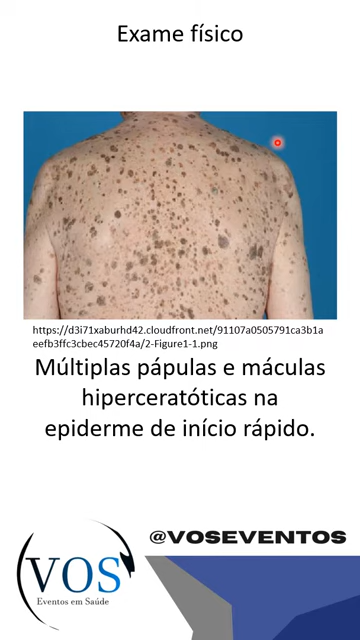 Exame físico
https://d3i71xaburhd42.cloudfront.net/91107a0505791ca3b1a
eefb3ffc3cbec45720f4a/2-Figure1-1.png
Múltiplas pápulas e máculas
hiperceratóticas na
epiderme de início rápido.
@VOSEVENTOS
VOS
Eventos em Saúde